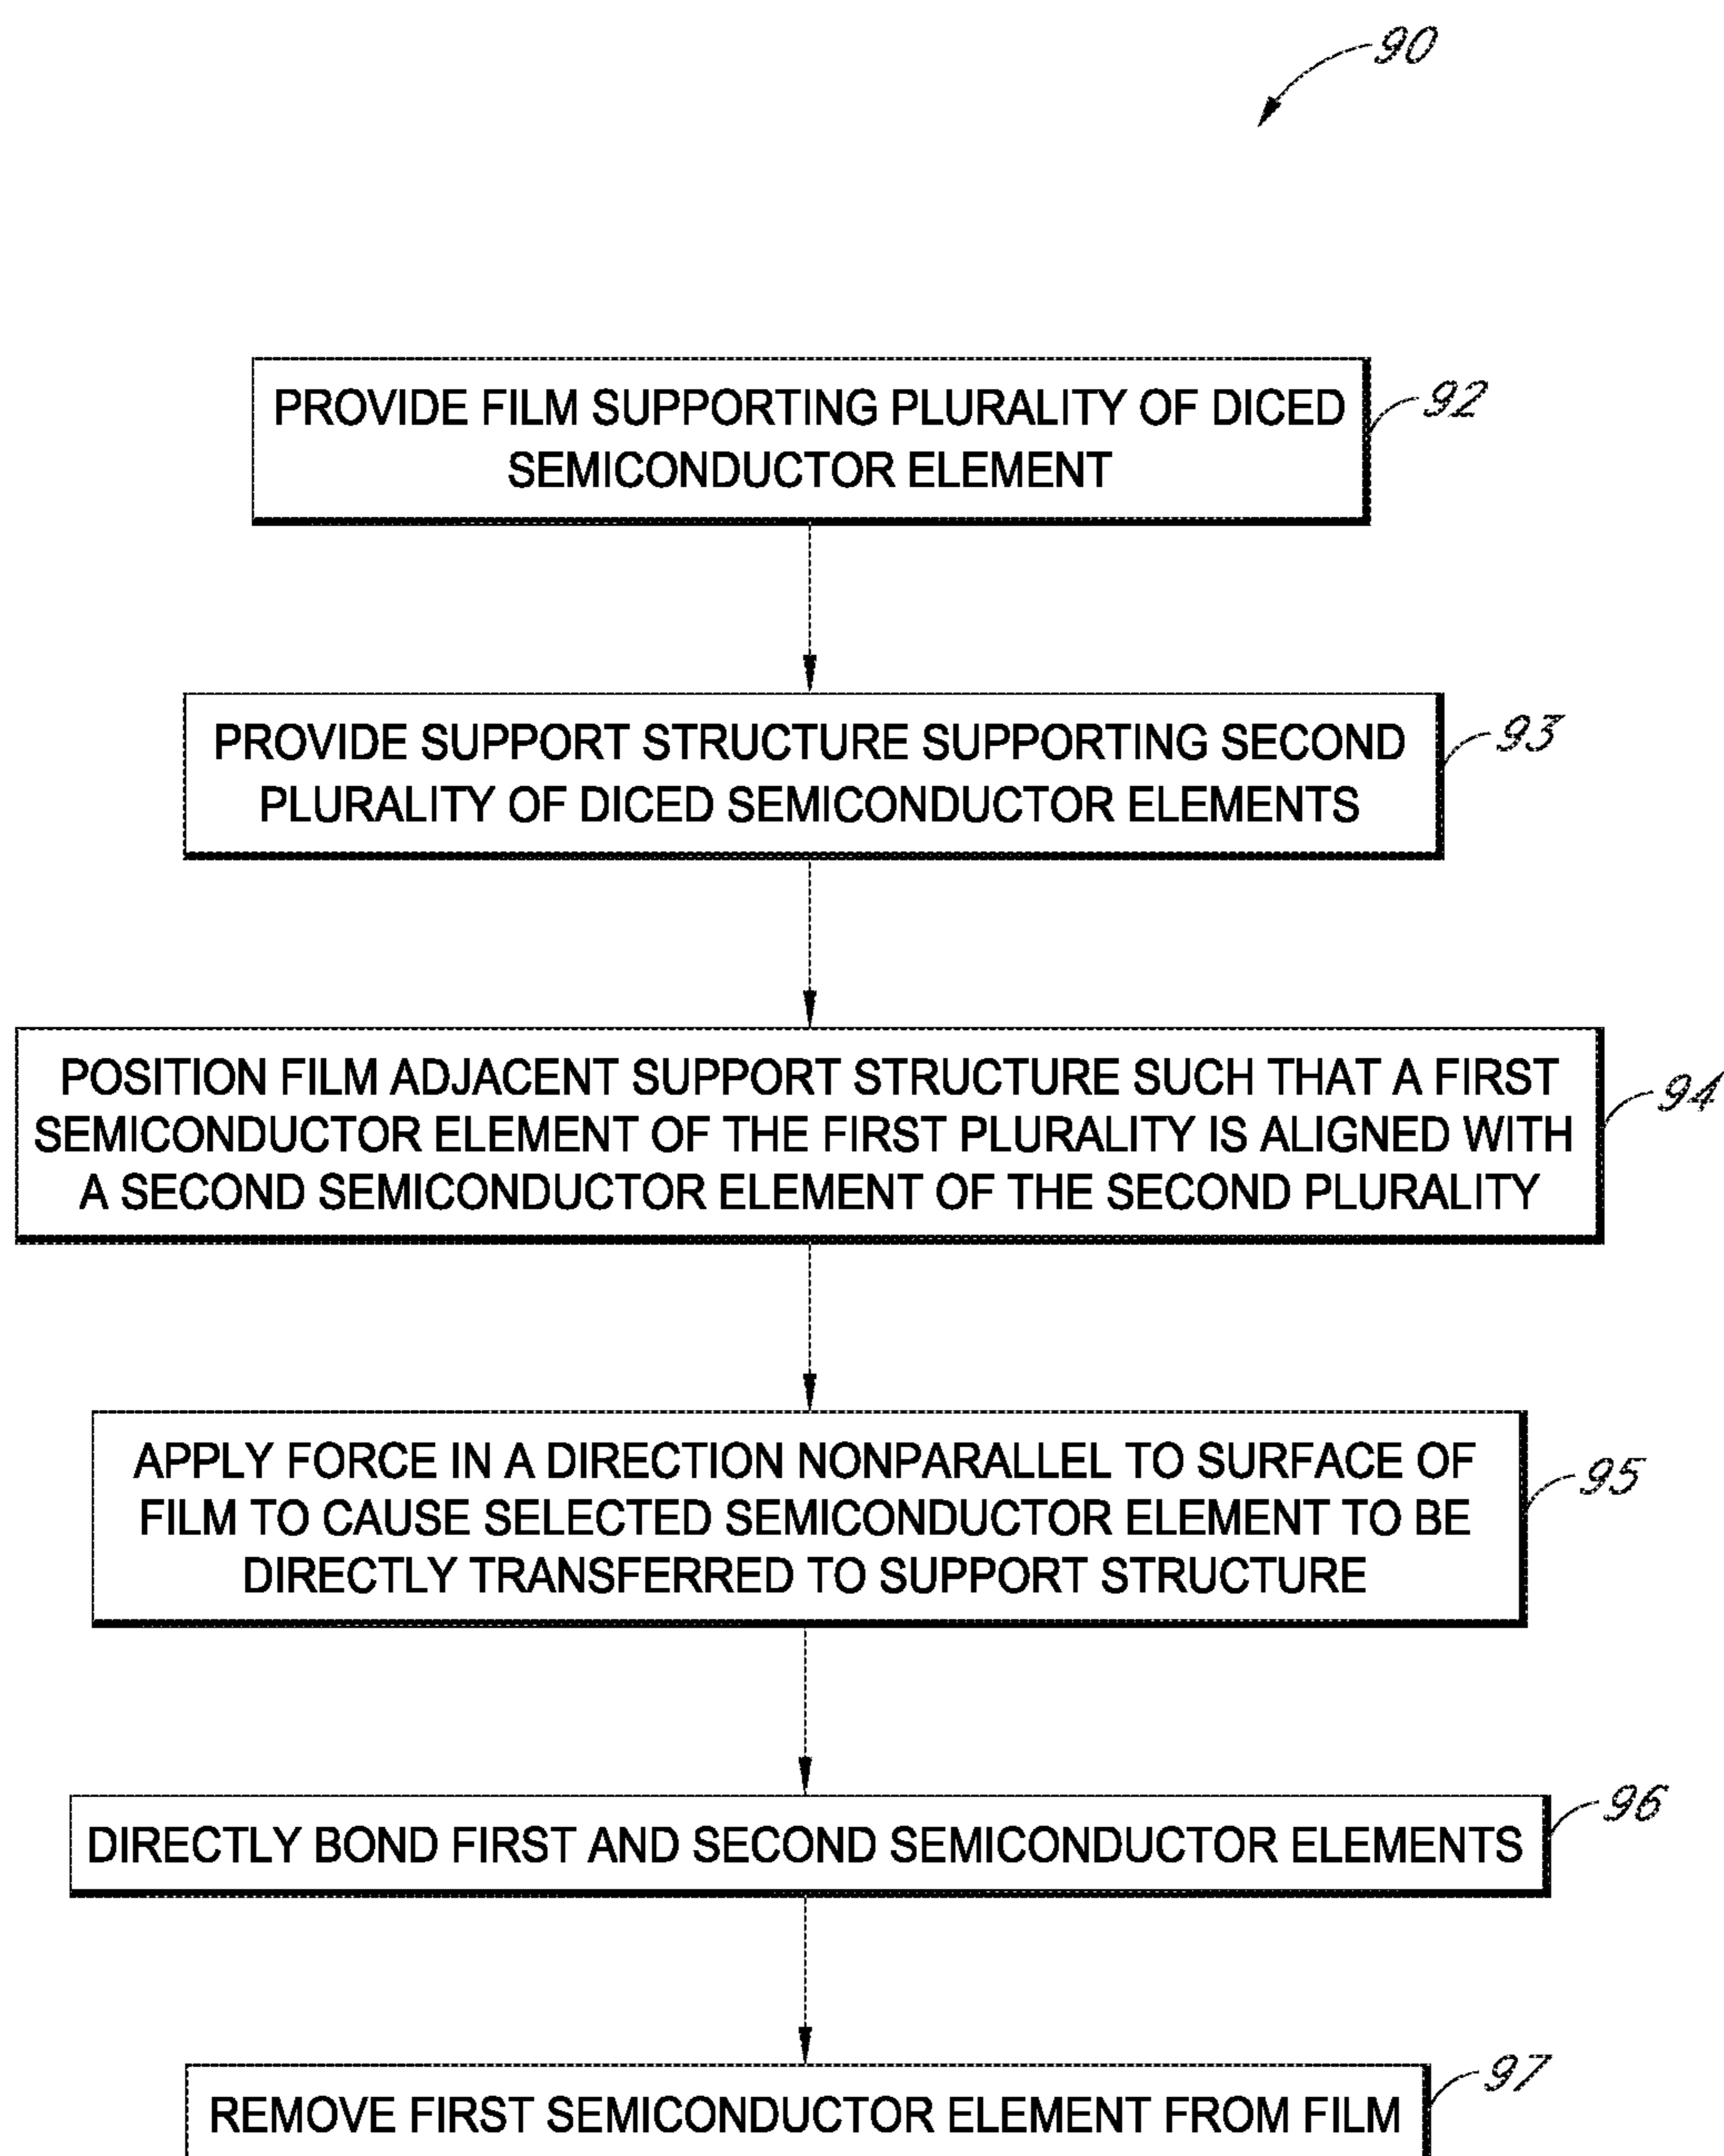 90
PROVIDE FILM SUPPORTING PLURALITY OF DICED
SEMICONDUCTOR ELEMENT
92
PROVIDE SUPPORT STRUCTURE SUPPORTING SECOND
PLURALITY OF DICED SEMICONDUCTOR ELEMENTS
93
POSITION FILM ADJACENT SUPPORT STRUCTURE SUCH THAT A FIRST
SEMICONDUCTOR ELEMENT OF THE FIRST PLURALITY IS ALIGNED WITH
A SECOND SEMICONDUCTOR ELEMENT OF THE SECOND PLURALITY
94
APPLY FORCE IN A DIRECTION NONPARALLEL TO SURFACE OF
FILM TO CAUSE SELECTED SEMICONDUCTOR ELEMENT TO BE
DIRECTLY TRANSFERRED TO SUPPORT STRUCTURE
95
DIRECTLY BOND FIRST AND SECOND SEMICONDUCTOR ELEMENTS
96
REMOVE FIRST SEMICONDUCTOR ELEMENT FROM FILM
97